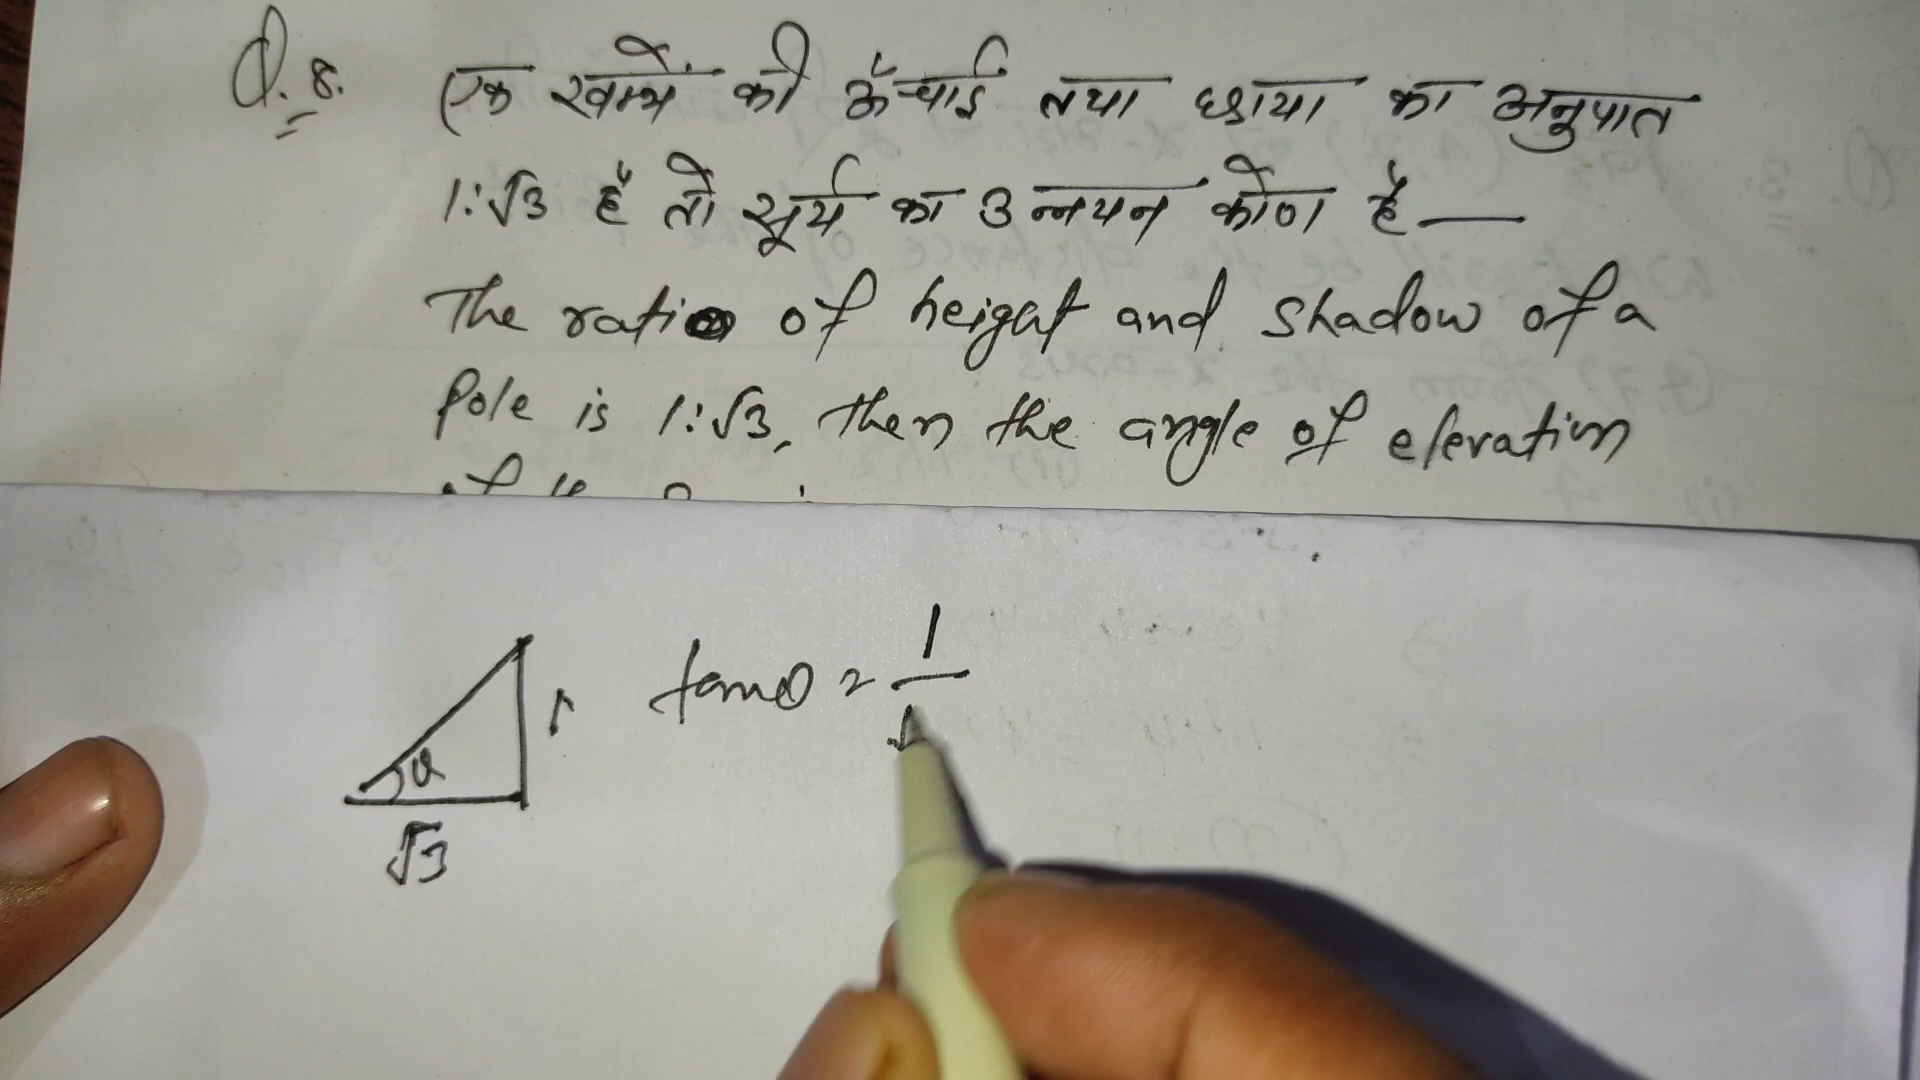 Q.8. एक खम्भें की ऊँचाई तथा छाया का अनुपात
1:√3 है तो सूर्य का उन्नयन कोण है —
The ratio of height and shadow of a
Pole is 1:√3, then the angle of elevation
1
tanθ = 1/√
θ
√3